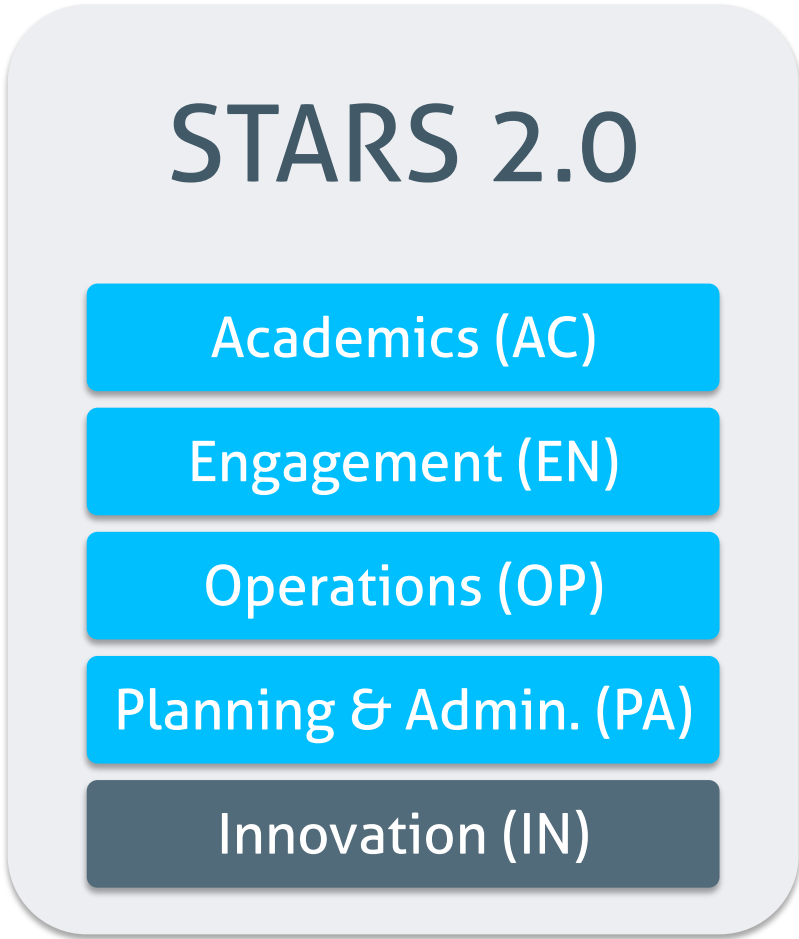 STARS 2.0
Academics (AC)
Engagement (EN)
Operations (OP)
Planning & Admin. (PA)
Innovation (IN)